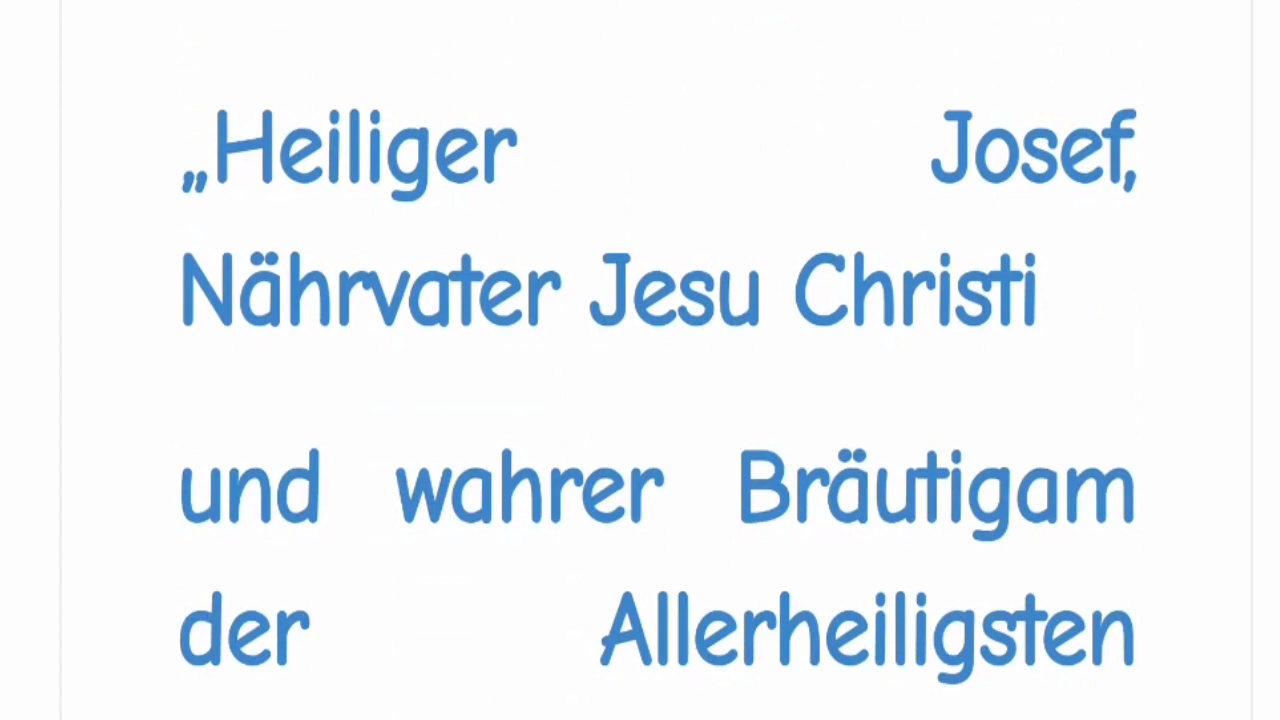 „Heiliger Josef,
Nährvater Jesu Christi
und wahrer Bräutigam
der Allerheiligsten